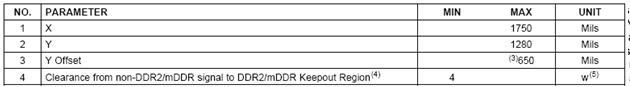 NO. PARAMETER MIN MAX UNIT
1 X 1750 Mils
2 Y 1280 Mils
3 Y Offset (3)650 Mils
4 Clearance from non-DDR2/mDDR signal to DDR2/mDDR Keepout Region(4) 4 w(5)